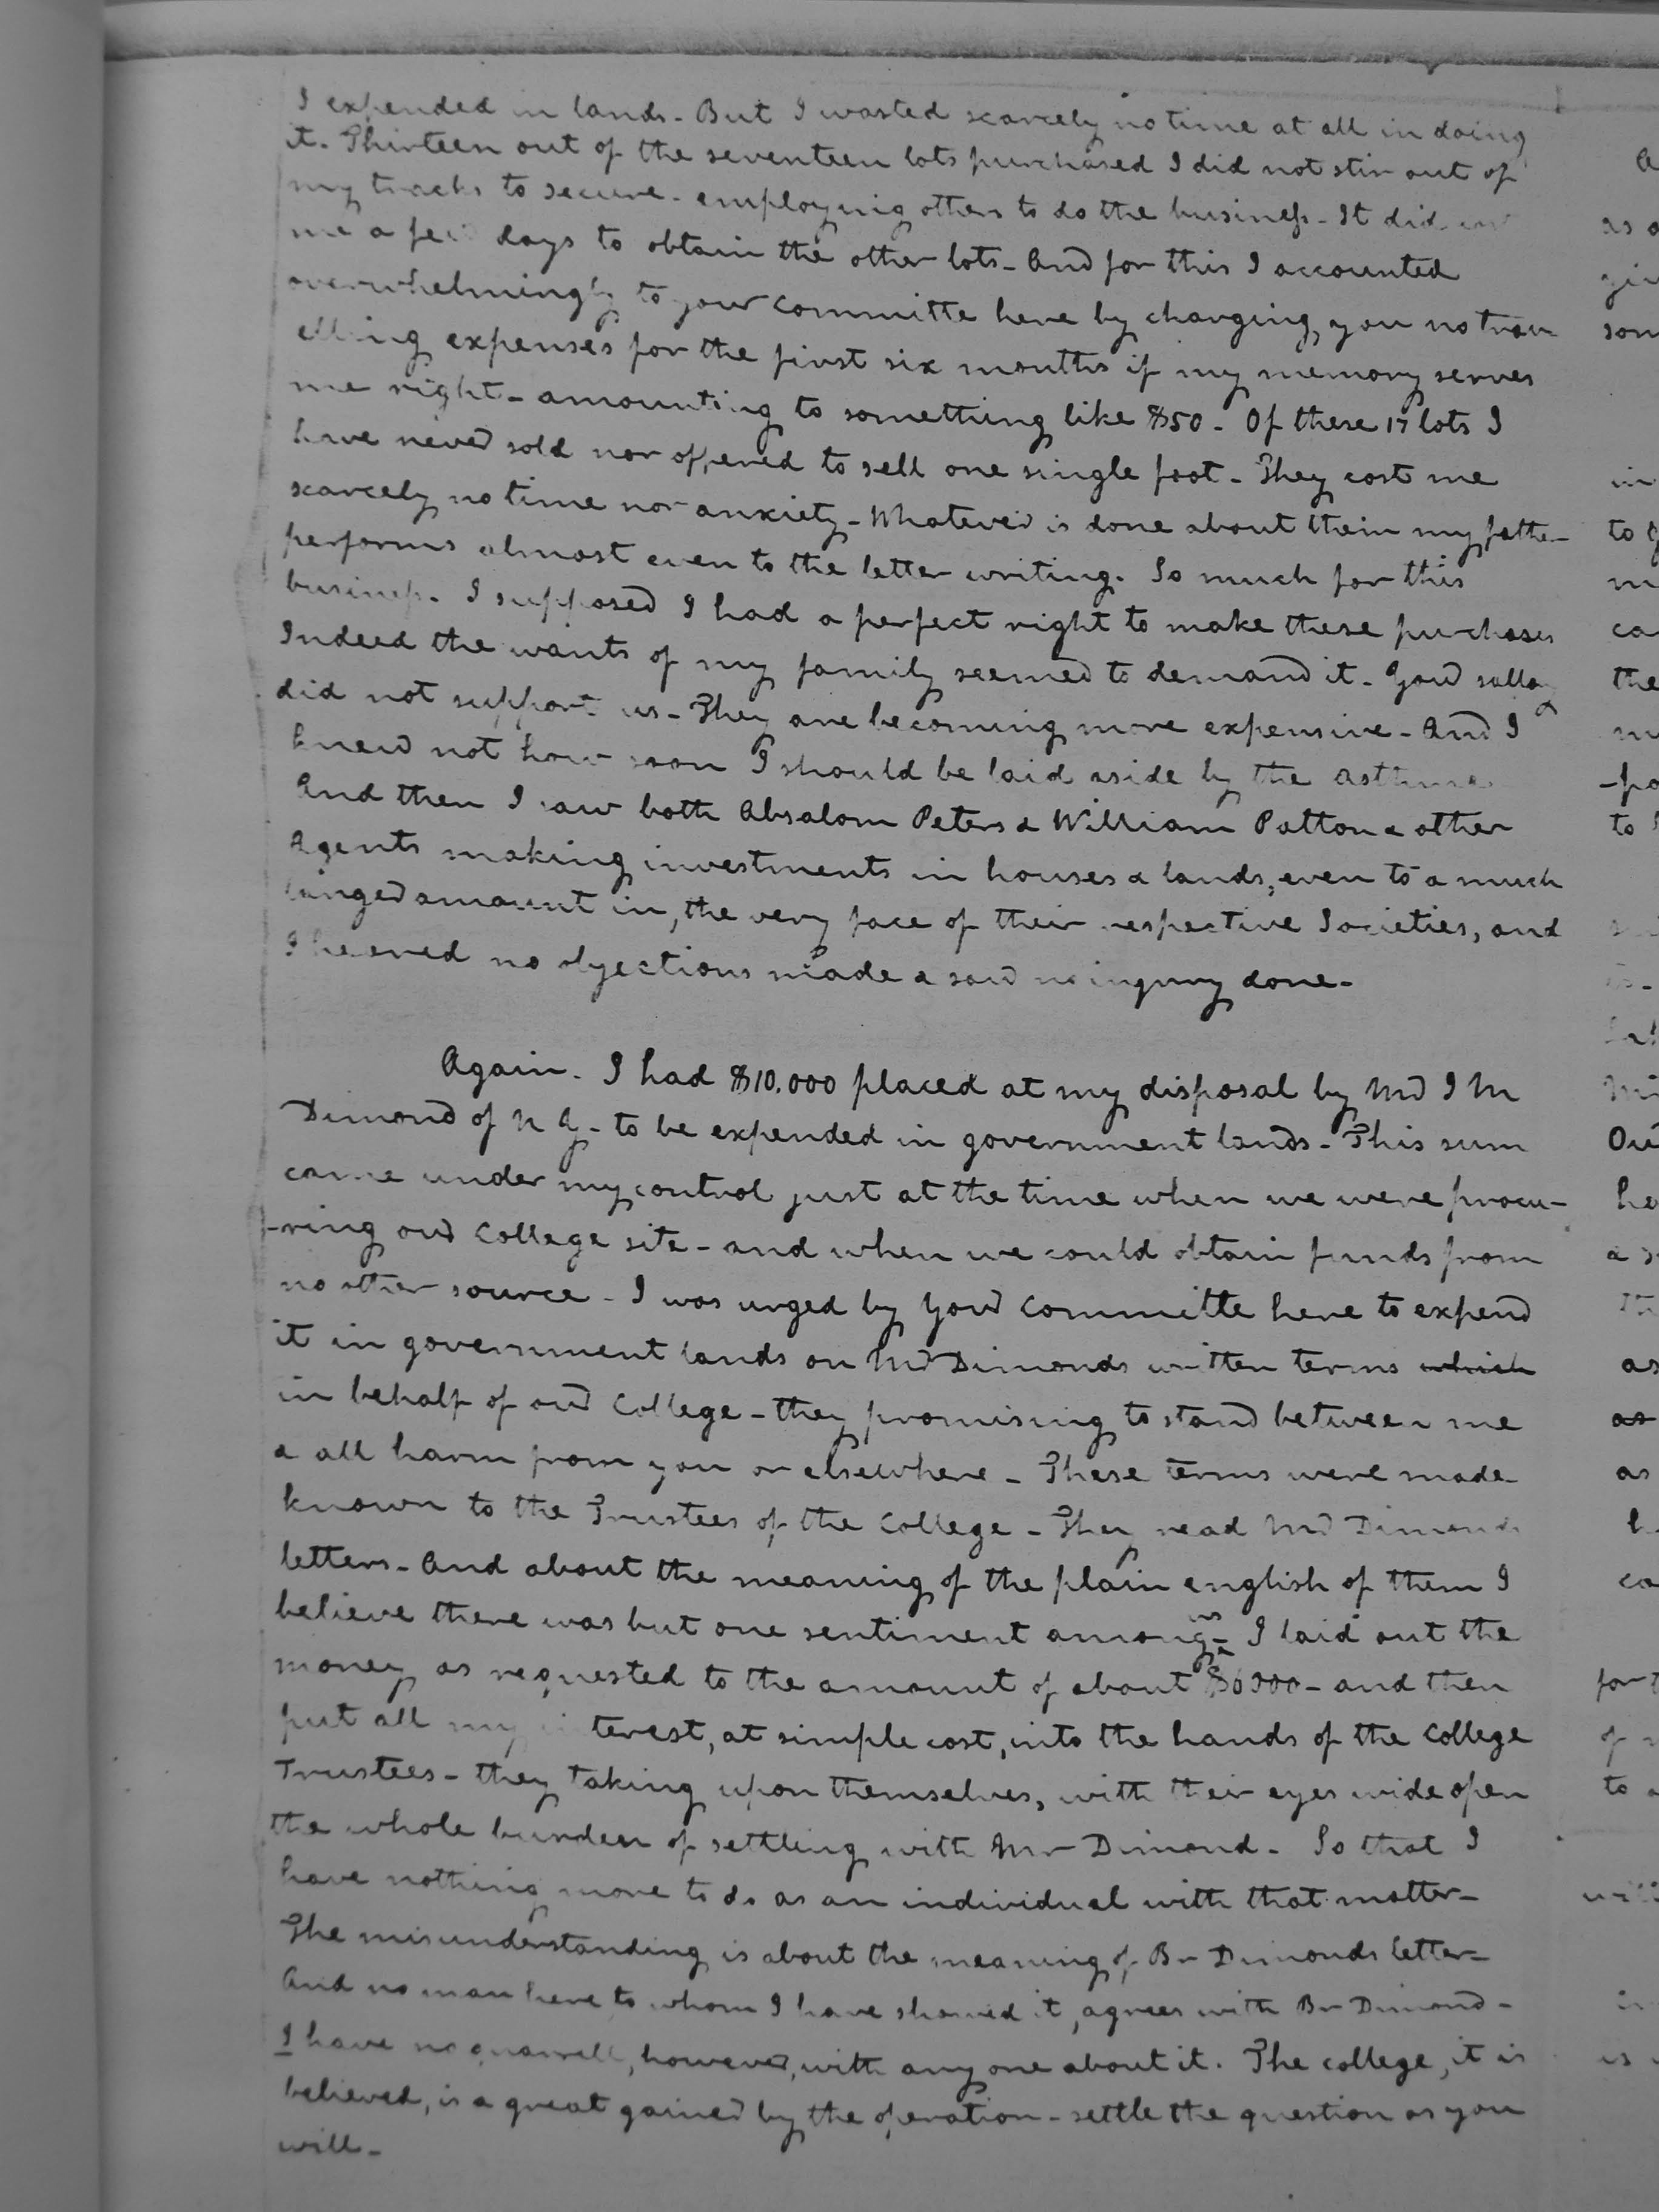 I expended in lands - But I wasted scarcely no time at all in doing
it. Thirteen out of the seventeen lots purchased I did not stir out of
my tracks to secure - employing others to do the business - It did
me a few days to obtain the other lots - And for this I accounted
overwhelmingly to your committe here by charging you no trav
elling expenses for the first six months if my memory serves
me right - amounting to something like $50 - Of these 17 lots I
have never sold nor offered to sell one single foot - They cost me
scarcely no time nor anxiety - Whatever is done about them my father
performs almost even to the letter writing. So much for this
business. I supposed I had a perfect right to make these purchases
Indeed the wants of my family seemed to demand it - Your sallary
did not support us - They are becoming more expensive - And I
knew not how soon I should be laid aside by the asthma
And then I saw both Absalom Peters & William Patton & other
Agents making investments in houses & lands, even to a much
larger amount in, the very face of their respective Societies, and
I heared no objections made & saw no injury done -
Again - I had $10.000 placed at my disposal by Mr I M
Dimond of N Y - to be expended in government lands - This sum
came under my control just at the time when we were procu-
-ring our College site - and when we could obtain funds from
no other source - I was urged by your committe here to expend
it in government lands on Mr Dimonds written terms which
in behalf of our College - they promising to stand between me
& all harm from you or elsewhere - These terms were made
known to the Trustees of the College - They read Mr Dimonds
letters - And about the meaning of the plain english of them I
believe there was but one sentiment among us - I laid out the
money as requested to the amount of about $6000 - and then
put all my interest, at simple cost, into the hands of the College
Trustees - they taking upon themselves, with their eyes wide open
the whole burden of settling with Mr Dimond - So that I
have nothing more to do as an individual with that matter -
The misunderstanding is about the meaning of Br Dimonds letter -
And no man here to whom I have showed it, agrees with Br Dimond -
I have no quarrell, however, with any one about it. The college, it is
believed, is a great gainer by the operation - settle the question as you
will -